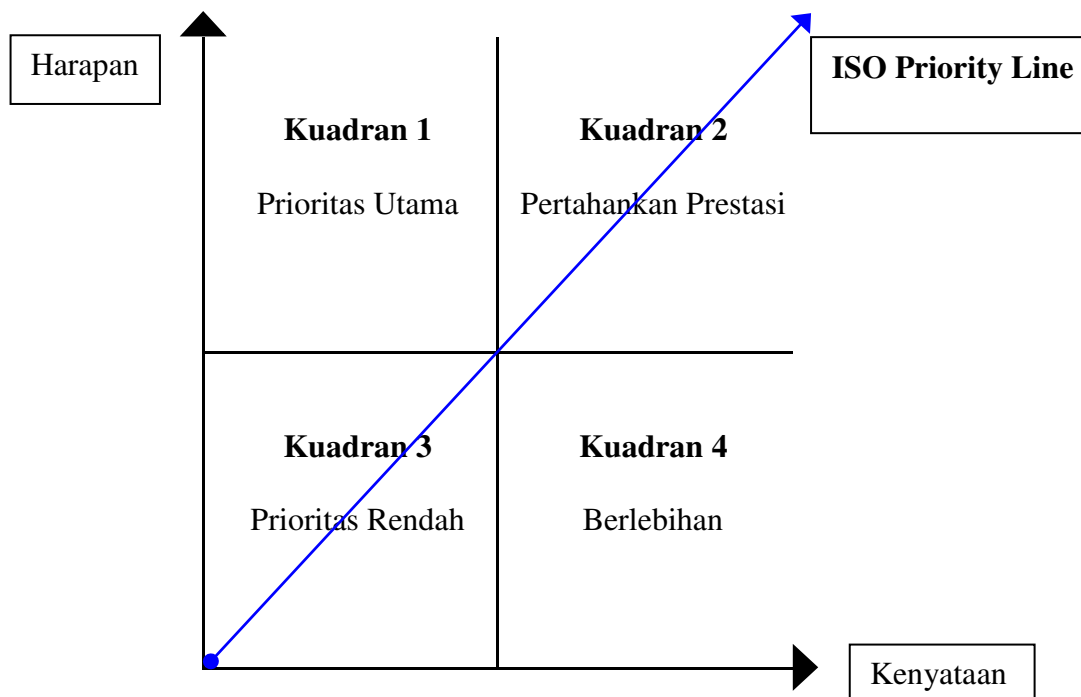 Harapan
ISO Priority Line
Kuadran 1
Kuadran 2
Prioritas Utama
Pertahankan Prestasi
Kuadran 3
Kuadran 4
Prioritas Rendah
Berlebihan
Kenyataan